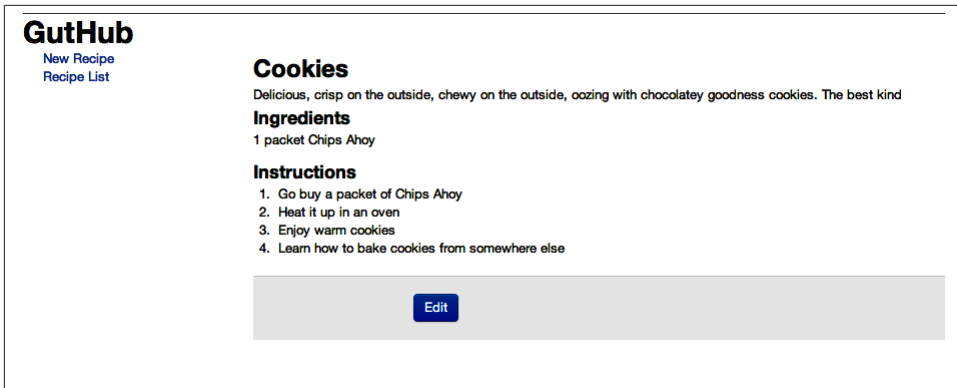 GutHub
New Recipe
Recipe List
Cookies
Delicious, crisp on the outside, chewy on the outside, oozing with chocolatey goodness cookies. The best kind
Ingredients
1 packet Chips Ahoy
Instructions
1. Go buy a packet of Chips Ahoy
2. Heat it up in an oven
3. Enjoy warm cookies
4. Learn how to bake cookies from somewhere else
Edit